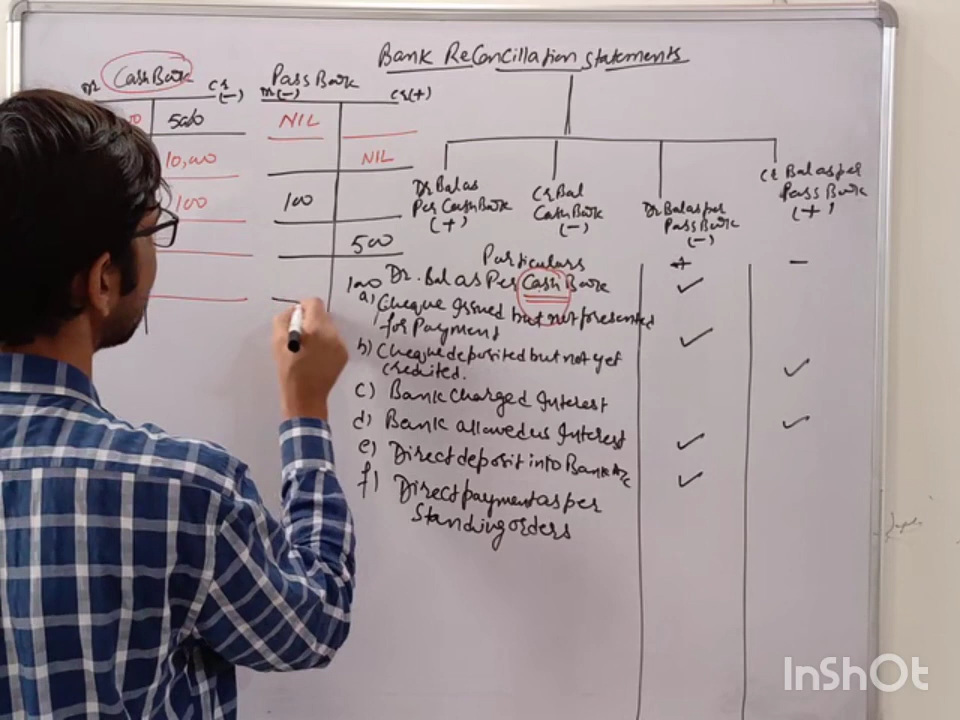 Bank ReConcillation statements
Cash Book
Pass Book
Dr
Cr
(-)
Dr (-)
Cr (+)
NIL
10,000
NIL
100
100
500
Dr Bal as
Per Cash Book
(+)
Cr Bal
Cash Book
(-)
Dr Bal as per
Pass Book
(-)
Cr Bal as per
Pass Book
(+)
Particulars
+
-
Dr. Bal as Per Cash Book
a) Cheque Issued but not presented
for Payment
b) Cheque deposited but not yet
credited.
c) Bank Charged Interest
d) Bank allowed us Interest
e) Direct deposit into Bank A/c
f) Direct payment as per
Standing orders
InShOt